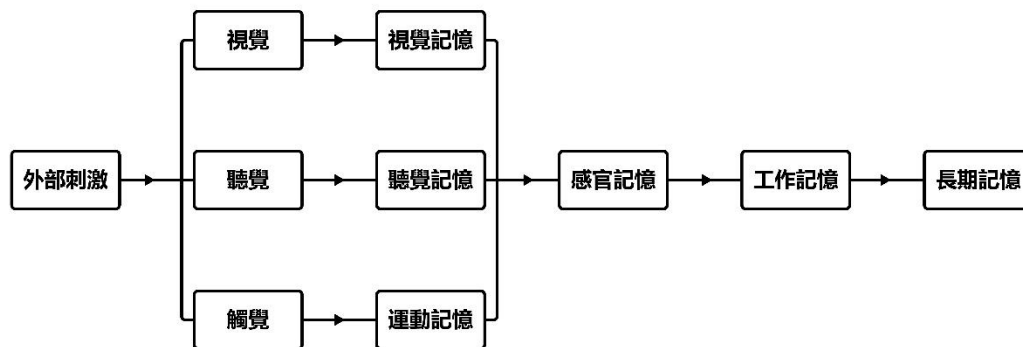 視覺
視覺記憶
外部刺激
聽覺
聽覺記憶
感官記憶
工作記憶
長期記憶
觸覺
運動記憶